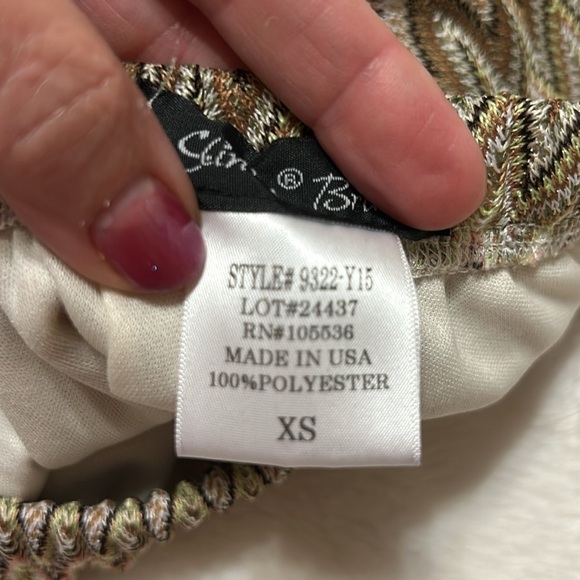 ®
STYLE# 9322-Y15
LOT#24437
RN#105536
MADE IN USA
100%POLYESTER
XS